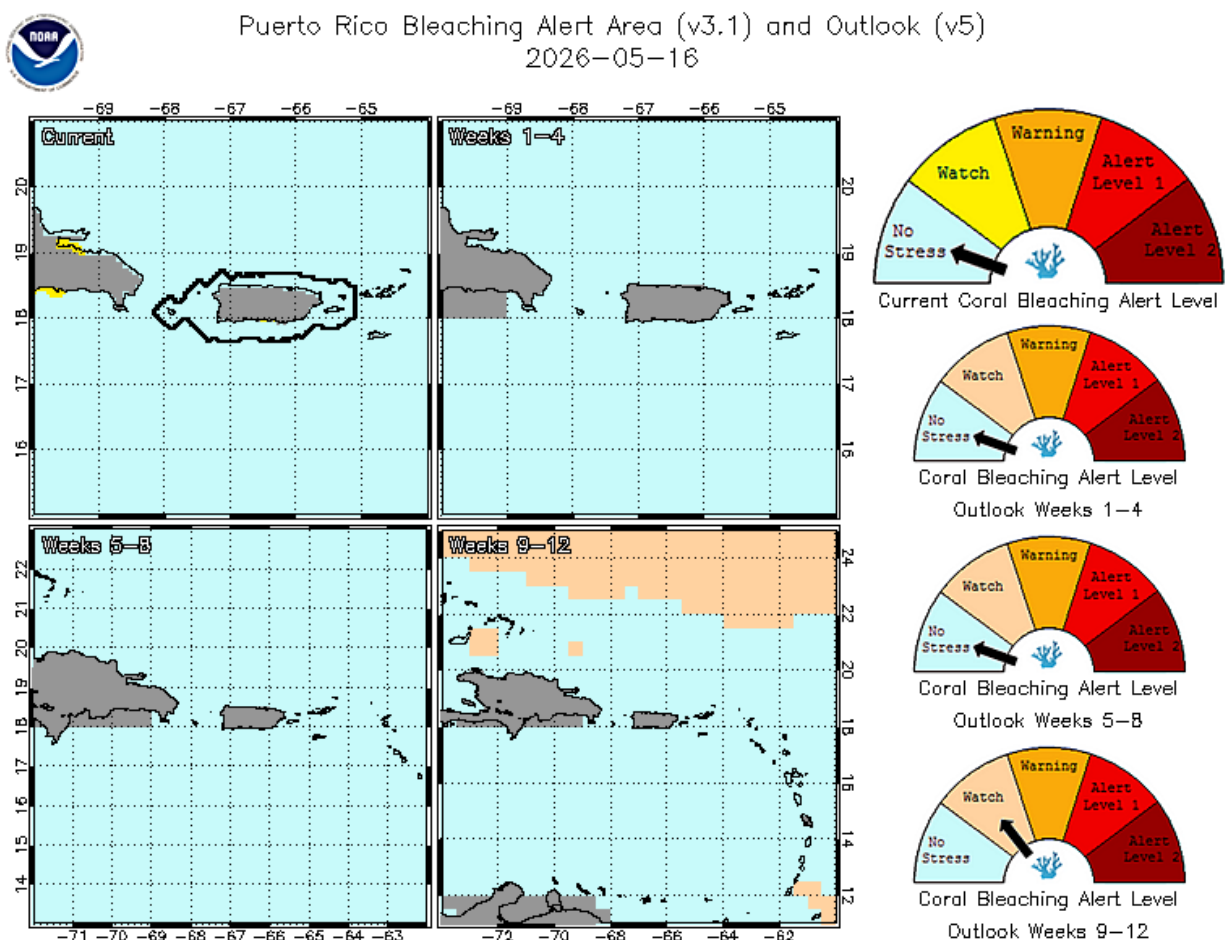 Puerto Rico Bleaching Alert Area (v3.1) and Outlook (v5)
2026-05-16
NOAA
-69 -68 -67 -66 -65
-69 -68 -67 -66 -65
Current
Weeks 1-4
20
19
18
17
16
20
19
18
17
16
Weeks 5-8
Weeks 9-12
22
21
20
19
18
17
16
15
14
24
22
20
18
16
14
12
-71 -70 -69 -68 -67 -66 -65 -64 -63
-72 -70 -68 -66 -64 -62
No
Stress
Watch
Warning
Alert
Level 1
Alert
Level 2
Current Coral Bleaching Alert Level
No
Stress
Watch
Warning
Alert
Level 1
Alert
Level 2
Coral Bleaching Alert Level
Outlook Weeks 1-4
No
Stress
Watch
Warning
Alert
Level 1
Alert
Level 2
Coral Bleaching Alert Level
Outlook Weeks 5-8
No
Stress
Watch
Warning
Alert
Level 1
Alert
Level 2
Coral Bleaching Alert Level
Outlook Weeks 9-12